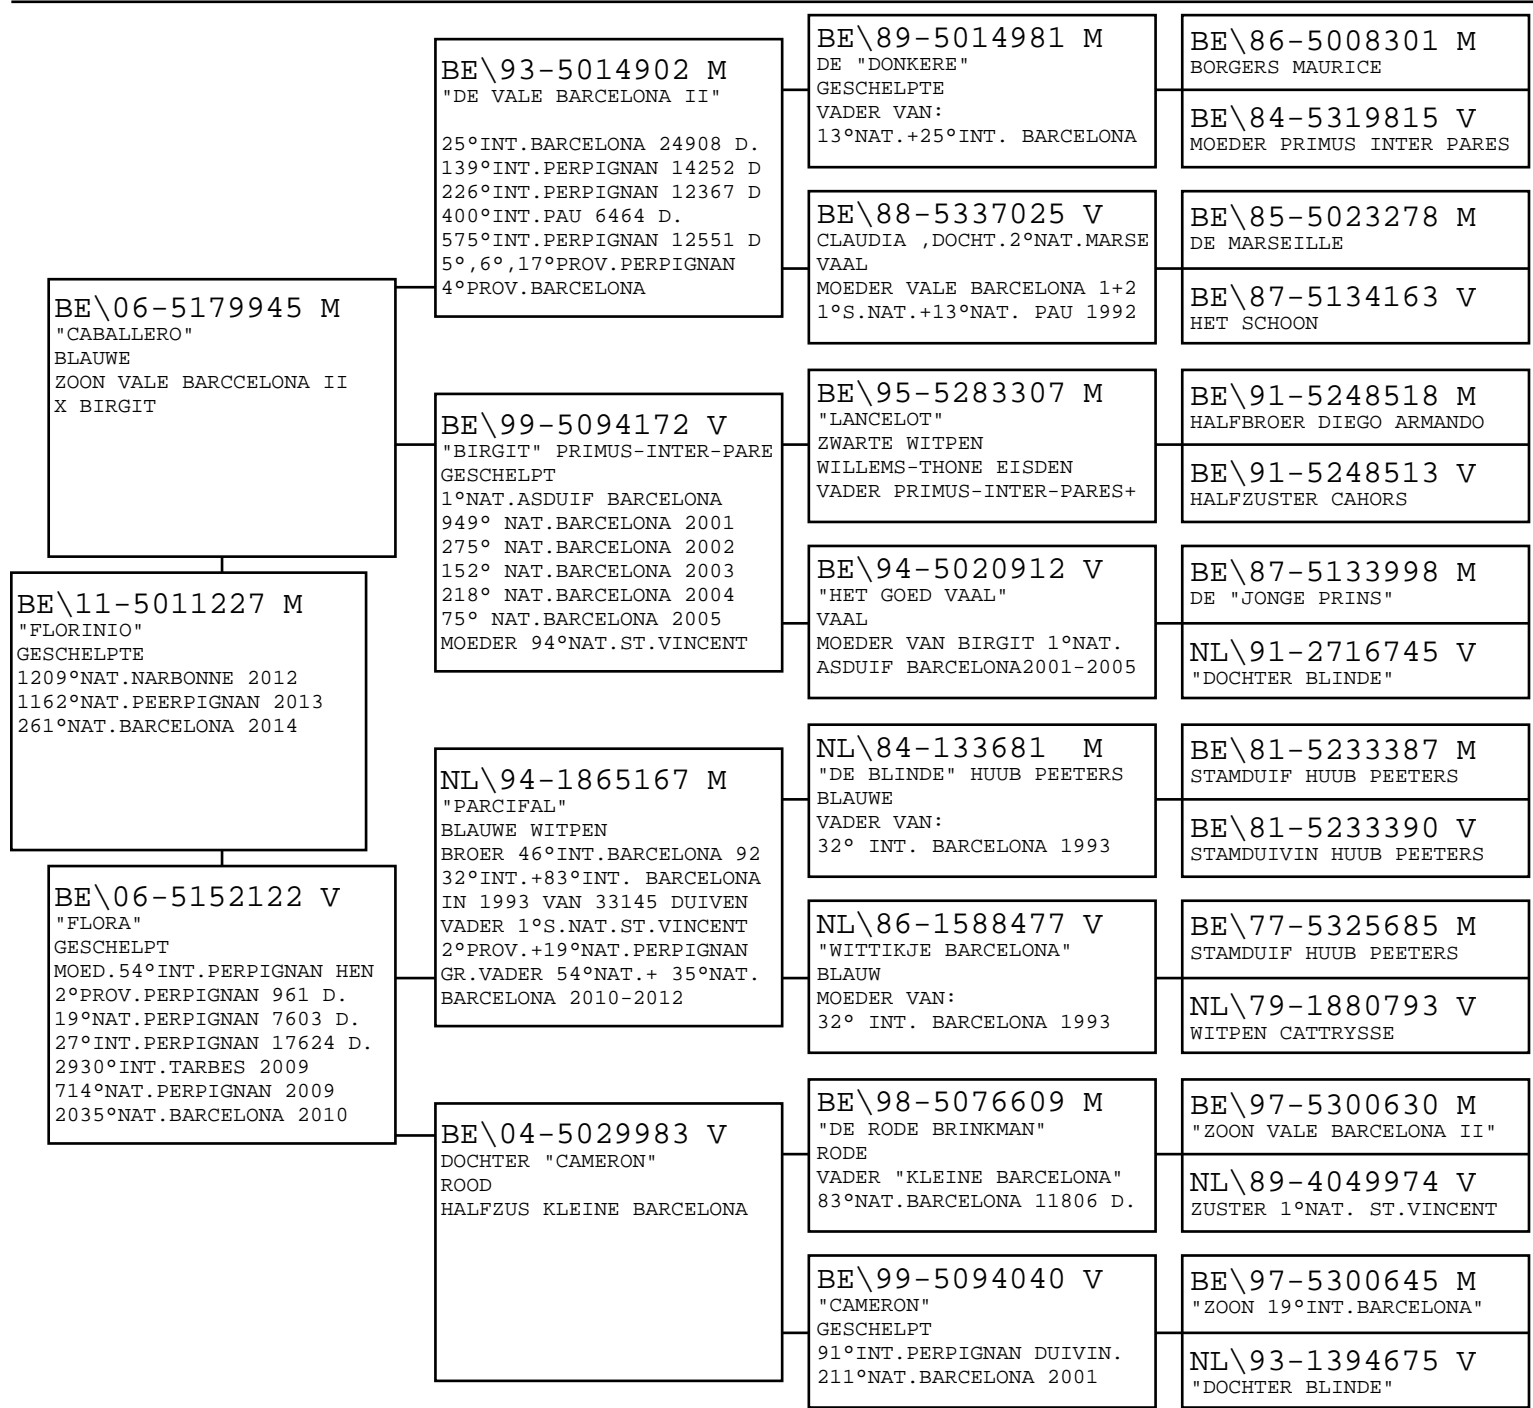 BE\11-5011227 M
"FLORINIO"
GESCHELPTE
1209°NAT.NARBONNE 2012
1162°NAT.PEERPIGNAN 2013
261°NAT.BARCELONA 2014
BE\06-5179945 M
"CABALLERO"
BLAUWE
ZOON VALE BARCCELONA II
X BIRGIT
BE\06-5152122 V
"FLORA"
GESCHELPT
MOED.54°INT.PERPIGNAN HEN
2°PROV.PERPIGNAN 961 D.
19°NAT.PERPIGNAN 7603 D.
27°INT.PERPIGNAN 17624 D.
2930°INT.TARBES 2009
714°NAT.PERPIGNAN 2009
2035°NAT.BARCELONA 2010
BE\93-5014902 M
"DE VALE BARCELONA II"
25°INT.BARCELONA 24908 D.
139°INT.PERPIGNAN 14252 D
226°INT.PERPIGNAN 12367 D
400°INT.PAU 6464 D.
575°INT.PERPIGNAN 12551 D
5°,6°,17°PROV.PERPIGNAN
4°PROV.BARCELONA
BE\99-5094172 V
"BIRGIT" PRIMUS-INTER-PARE
GESCHELPT
1°NAT.ASDUIF BARCELONA
949° NAT.BARCELONA 2001
275° NAT.BARCELONA 2002
152° NAT.BARCELONA 2003
218° NAT.BARCELONA 2004
75° NAT.BARCELONA 2005
MOEDER 94°NAT.ST.VINCENT
NL\94-1865167 M
"PARCIFAL"
BLAUWE WITPEN
BROER 46°INT.BARCELONA 92
32°INT.+83°INT. BARCELONA
IN 1993 VAN 33145 DUIVEN
VADER 1°S.NAT.ST.VINCENT
2°PROV.+19°NAT.PERPIGNAN
GR.VADER 54°NAT.+ 35°NAT.
BARCELONA 2010-2012
BE\04-5029983 V
DOCHTER "CAMERON"
ROOD
HALFZUS KLEINE BARCELONA
BE\89-5014981 M
DE "DONKERE"
GESCHELPTE
VADER VAN:
13°NAT.+25°INT. BARCELONA
BE\88-5337025 V
CLAUDIA ,DOCHT.2°NAT.MARSE
VAAL
MOEDER VALE BARCELONA 1+2
1°S.NAT.+13°NAT. PAU 1992
BE\95-5283307 M
"LANCELOT"
ZWARTE WITPEN
WILLEMS-THONE EISDEN
VADER PRIMUS-INTER-PARES+
BE\94-5020912 V
"HET GOED VAAL"
VAAL
MOEDER VAN BIRGIT 1°NAT.
ASDUIF BARCELONA2001-2005
NL\84-133681 M
"DE BLINDE" HUUB PEETERS
BLAUWE
VADER VAN:
32° INT. BARCELONA 1993
NL\86-1588477 V
"WITTIKJE BARCELONA"
BLAUW
MOEDER VAN:
32° INT. BARCELONA 1993
BE\98-5076609 M
"DE RODE BRINKMAN"
RODE
VADER "KLEINE BARCELONA"
83°NAT.BARCELONA 11806 D.
BE\99-5094040 V
"CAMERON"
GESCHELPT
91°INT.PERPIGNAN DUIVIN.
211°NAT.BARCELONA 2001
BE\86-5008301 M
BORGERS MAURICE
BE\84-5319815 V
MOEDER PRIMUS INTER PARES
BE\85-5023278 M
DE MARSEILLE
BE\87-5134163 V
HET SCHOON
BE\91-5248518 M
HALFBROER DIEGO ARMANDO
BE\91-5248513 V
HALFZUSTER CAHORS
BE\87-5133998 M
DE "JONGE PRINS"
NL\91-2716745 V
"DOCHTER BLINDE"
BE\81-5233387 M
STAMDUIF HUUB PEETERS
BE\81-5233390 V
STAMDUIVIN HUUB PEETERS
BE\77-5325685 M
STAMDUIF HUUB PEETERS
NL\79-1880793 V
WITPEN CATTRYSSE
BE\97-5300630 M
"ZOON VALE BARCELONA II"
NL\89-4049974 V
ZUSTER 1°NAT. ST.VINCENT
BE\97-5300645 M
"ZOON 19°INT.BARCELONA"
NL\93-1394675 V
"DOCHTER BLINDE"